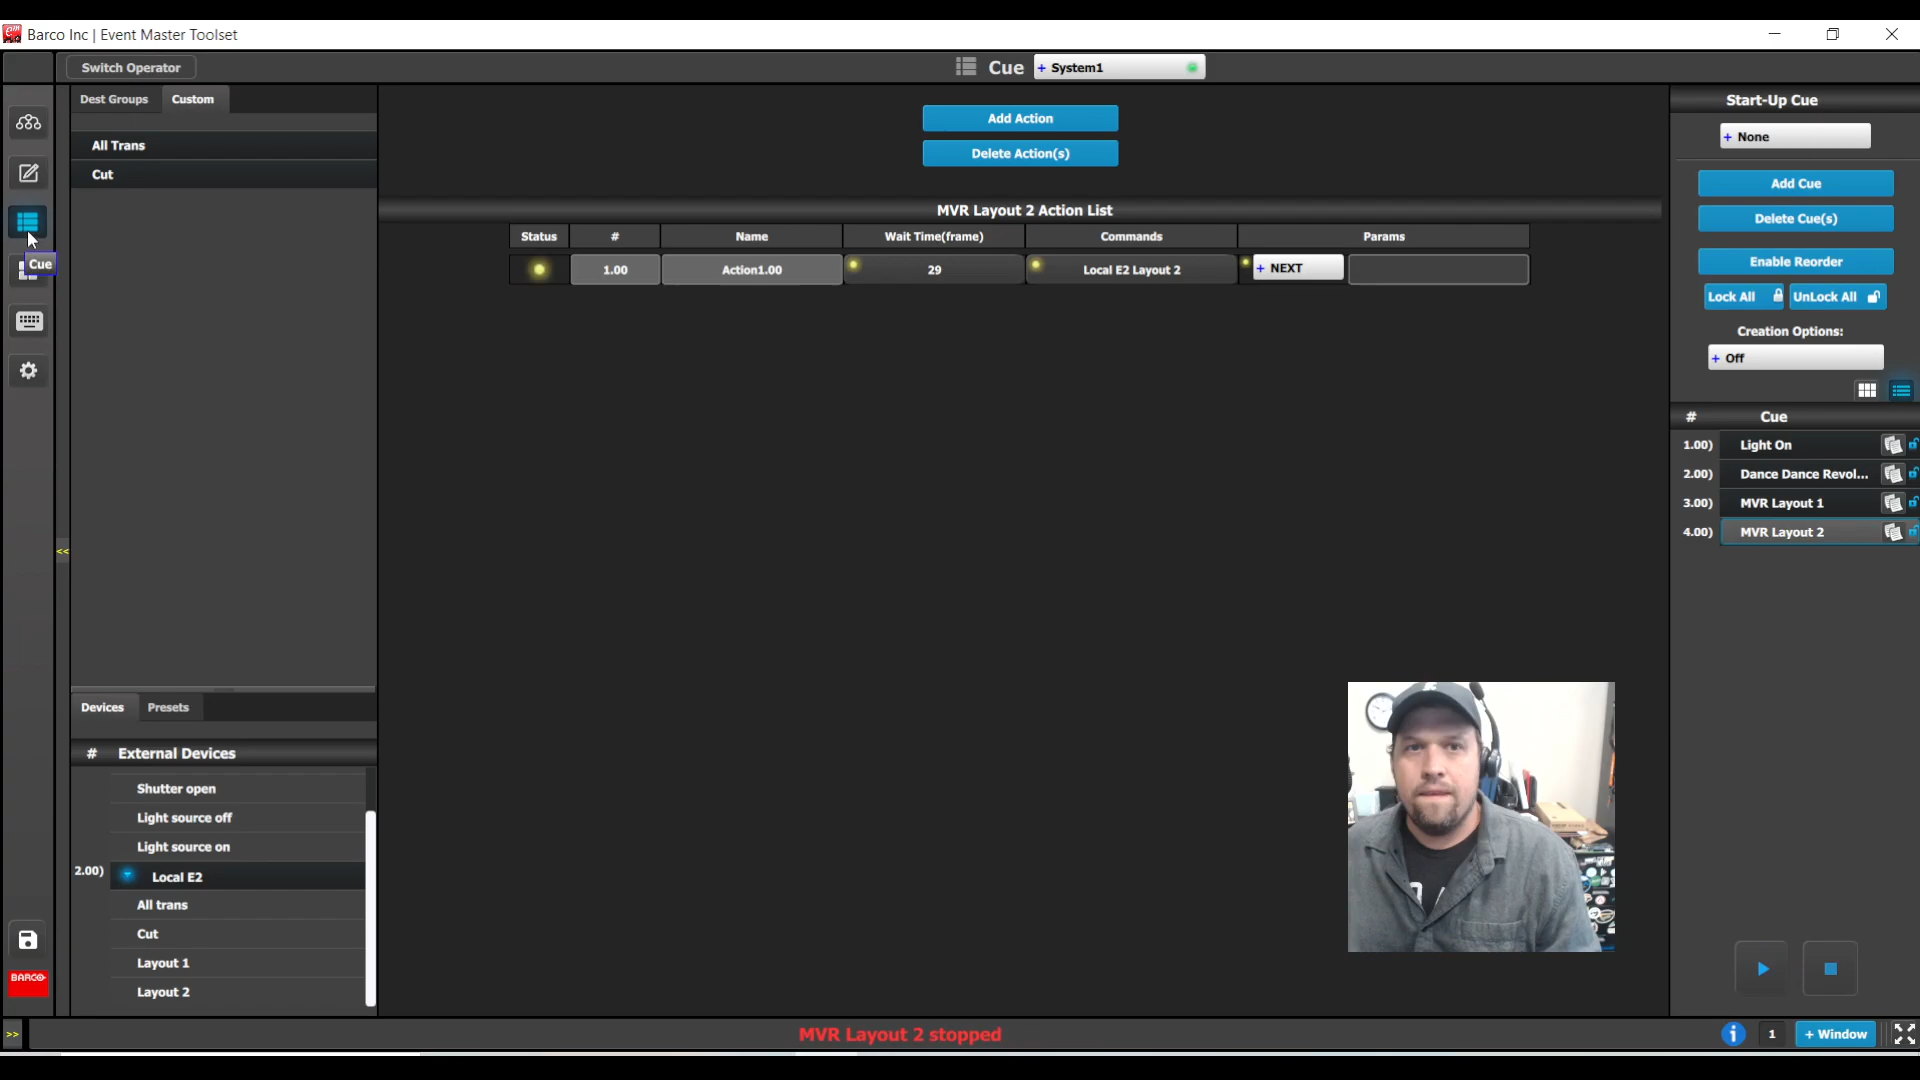 Barco Inc | Event Master Toolset
Switch Operator
Cue
+ System1
Dest Groups
Custom
All Trans
Cut
Cue
Add Action
Delete Action(s)
MVR Layout 2 Action List
Status
#
Name
Wait Time(frame)
Commands
Params
1.00
Action1.00
29
Local E2 Layout 2
+ NEXT
Start-Up Cue
+ None
Add Cue
Delete Cue(s)
Enable Reorder
Lock All
UnLock All
Creation Options:
+ Off
#
Cue
1.00)
Light On
2.00)
Dance Dance Revol...
3.00)
MVR Layout 1
4.00)
MVR Layout 2
<<
Devices
Presets
#
External Devices
Shutter open
Light source off
Light source on
2.00)
Local E2
All trans
Cut
Layout 1
Layout 2
BARCO
>>
MVR Layout 2 stopped
1
+ Window